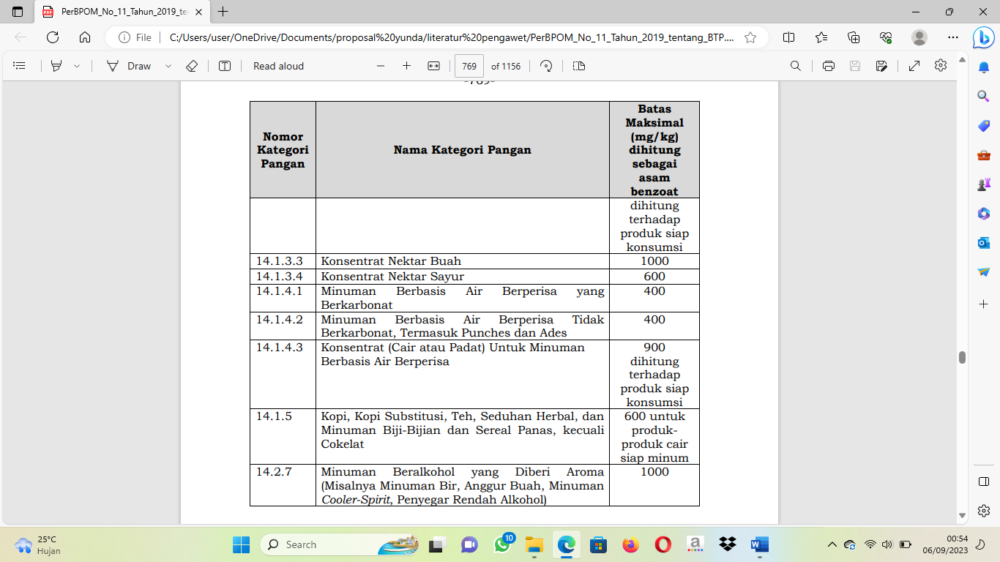 PerBPOM_No_11_Tahun_2019_te
File
C:/Users/user/OneDrive/Documents/proposal%20yunda/literatur%20pengawet/PerBPOM_No_11_Tahun_2019_tentang_BTP....
Draw
Read aloud
769
of 1156
-769-
Nomor
Kategori
Pangan
Nama Kategori Pangan
Batas
Maksimal
(mg/kg)
dihitung
sebagai
asam
benzoat
dihitung
terhadap
produk siap
konsumsi
14.1.3.3
Konsentrat Nektar Buah
1000
14.1.3.4
Konsentrat Nektar Sayur
600
14.1.4.1
Minuman Berbasis Air Berperisa yang
Berkarbonat
400
14.1.4.2
Minuman Berbasis Air Berperisa Tidak
Berkarbonat, Termasuk Punches dan Ades
400
14.1.4.3
Konsentrat (Cair atau Padat) Untuk Minuman
Berbasis Air Berperisa
900
dihitung
terhadap
produk siap
konsumsi
14.1.5
Kopi, Kopi Substitusi, Teh, Seduhan Herbal, dan
Minuman Biji-Bijian dan Sereal Panas, kecuali
Cokelat
600 untuk
produk-
produk cair
siap minum
14.2.7
Minuman Beralkohol yang Diberi Aroma
(Misalnya Minuman Bir, Anggur Buah, Minuman
Cooler-Spirit, Penyegar Rendah Alkohol)
1000
25°C
Hujan
Search
10
00:54
06/09/2023